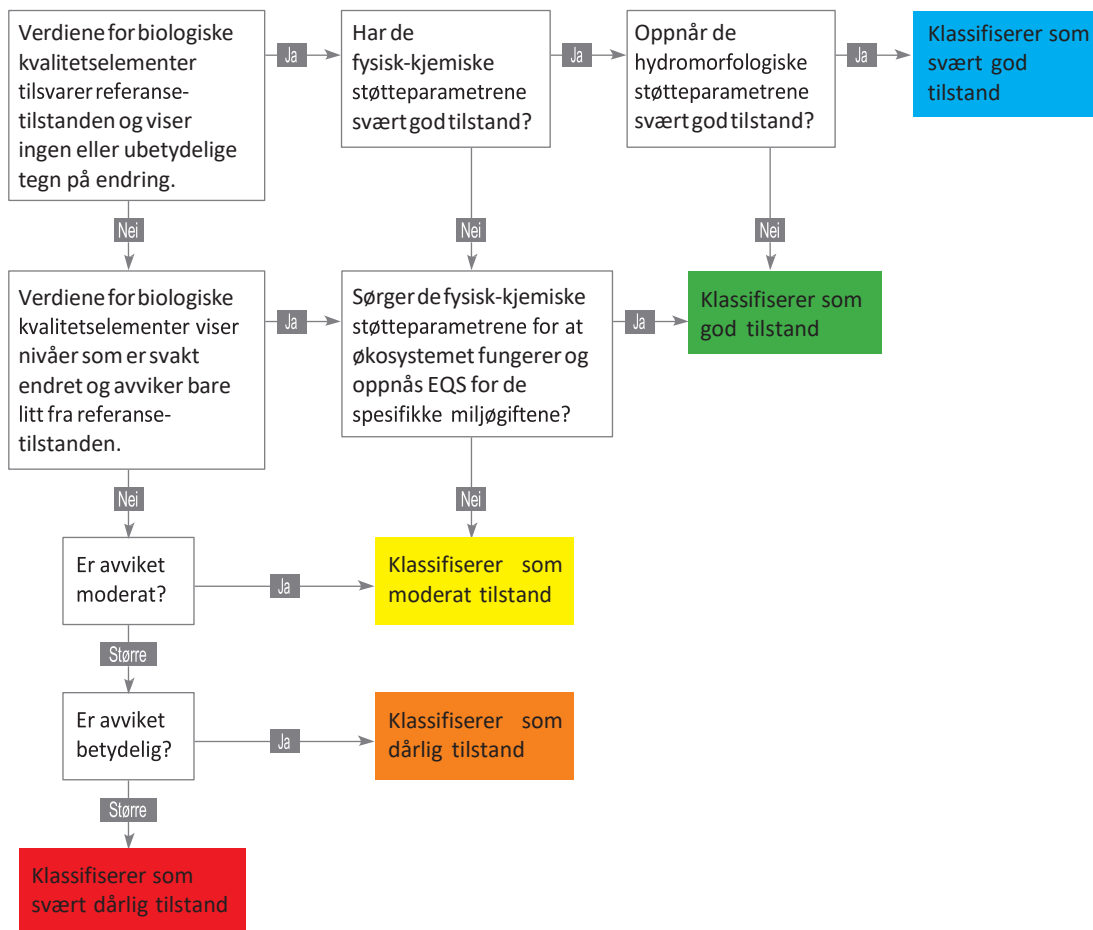 Verdiene for biologiske
kvalitetselementer
tilsvarer referanse-
tilstanden og viser
ingen eller ubetydelige
tegn på endring.
Ja
Har de
fysisk-kjemiske
støtteparametrene
svært god tilstand?
Ja
Oppnår de
hydromorfologiske
støtteparametrene
svært god tilstand?
Ja
Klassifiserer som
svært god
tilstand
Nei
Nei
Nei
Verdiene for biologiske
kvalitetselementer viser
nivåer som er svakt
endret og avviker bare
litt fra referanse-
tilstanden.
Ja
Sørger de fysisk-kjemiske
støtteparametrene for at
økosystemet fungerer og
oppnås EQS for de
spesifikke miljøgiftene?
Ja
Klassifiserer som
god tilstand
Nei
Nei
Er avviket
moderat?
Ja
Klassifiserer som
moderat tilstand
Større
Er avviket
betydelig?
Ja
Klassifiserer som
dårlig tilstand
Større
Klassifiserer som
svært dårlig tilstand